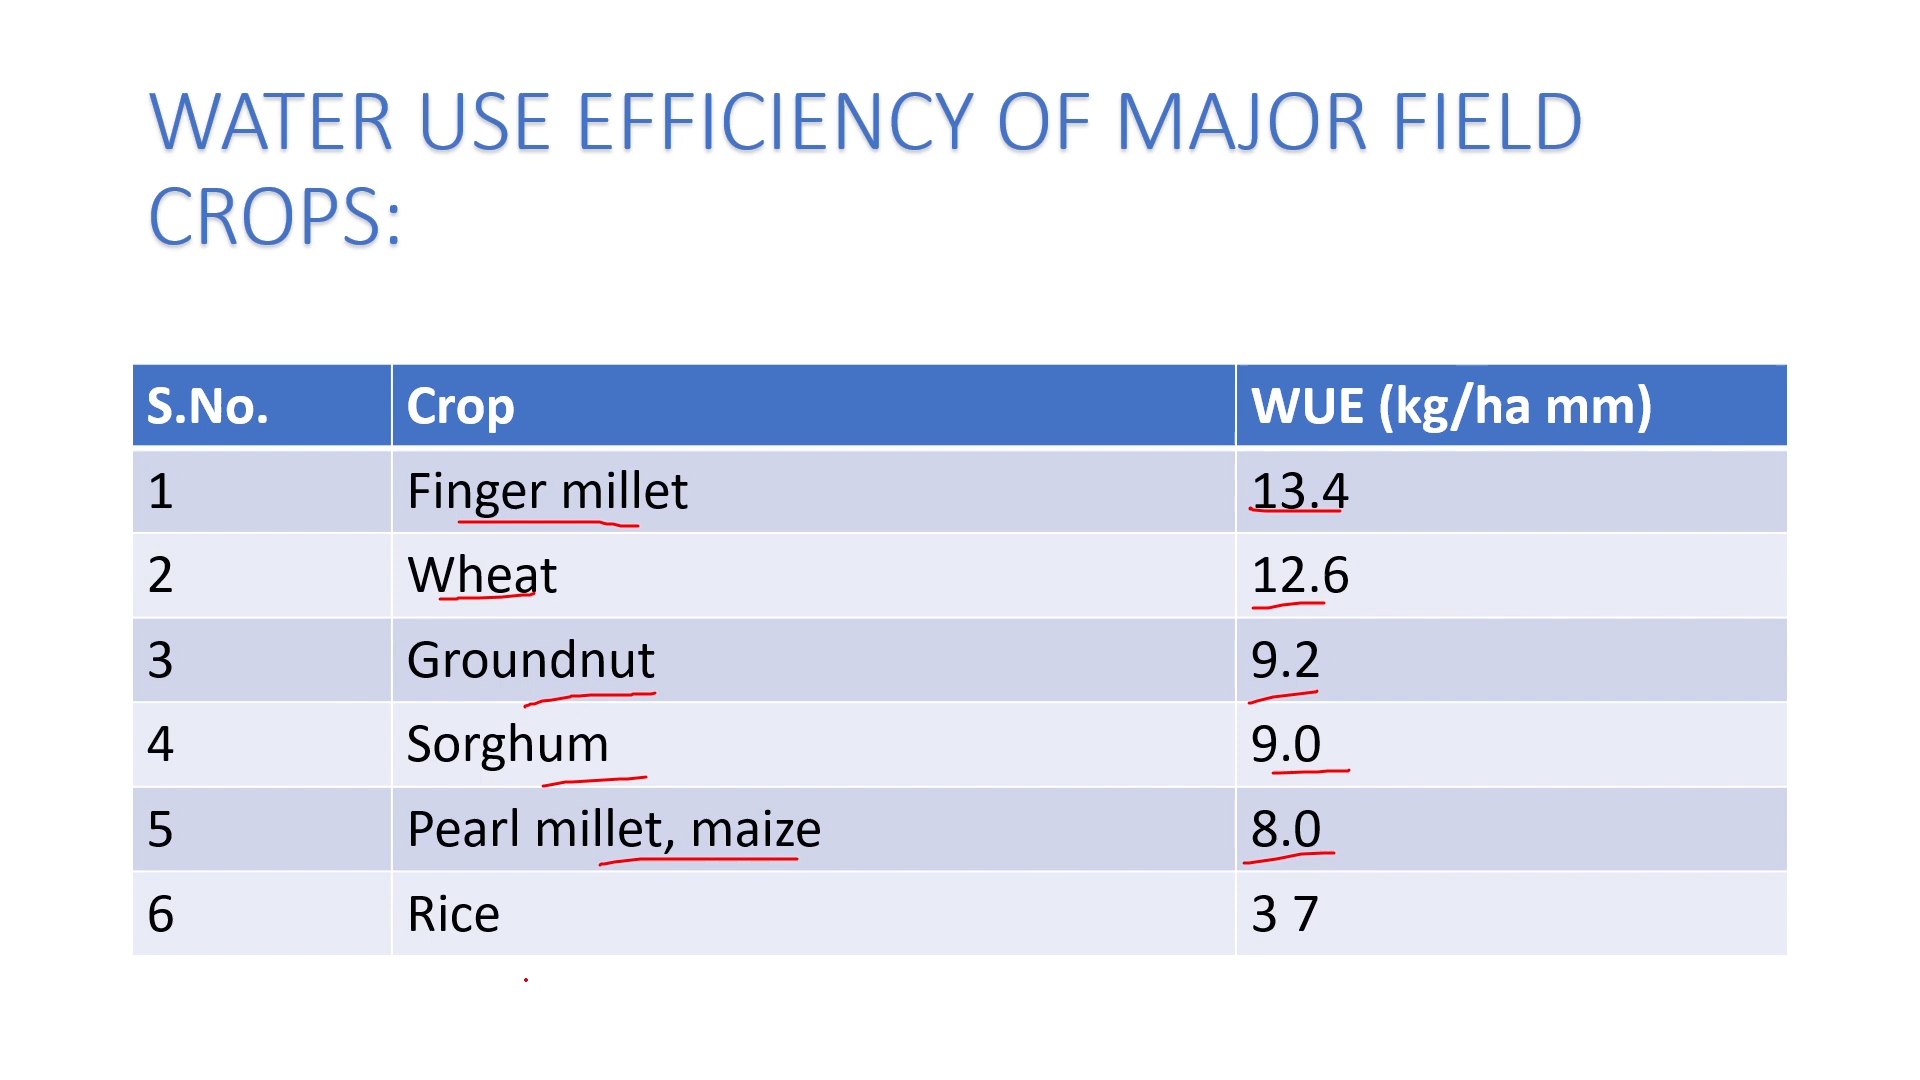 WATER USE EFFICIENCY OF MAJOR FIELD
CROPS:
S.No. Crop WUE (kg/ha mm)
1 Finger millet 13.4
2 Wheat 12.6
3 Groundnut 9.2
4 Sorghum 9.0
5 Pearl millet, maize 8.0
6 Rice 3 7